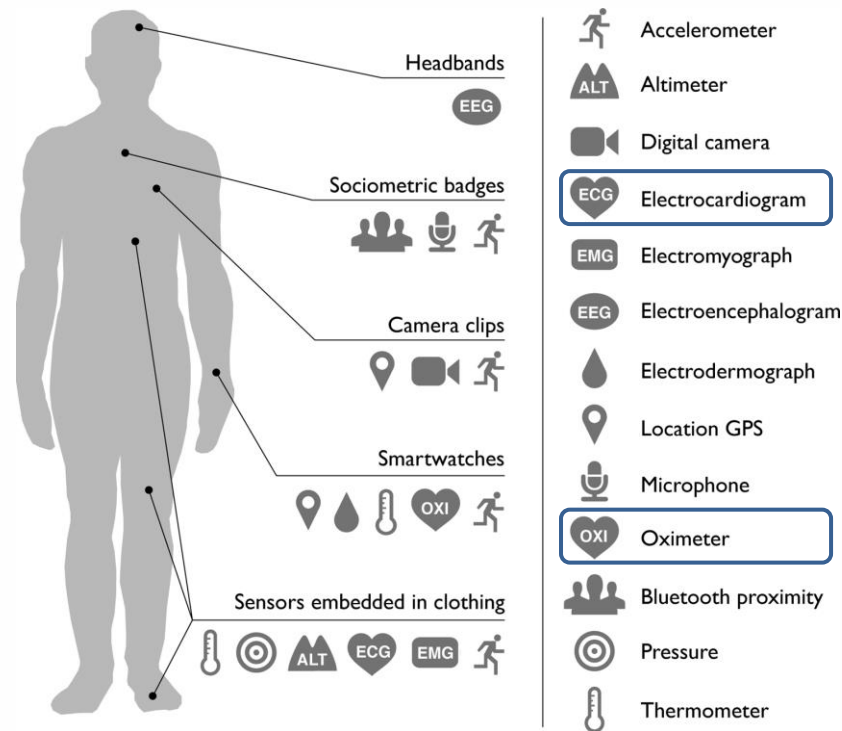 Headbands
EEG
Sociometric badges
Camera clips
Smartwatches
OXI
Sensors embedded in clothing
ALT ECG EMG
Accelerometer
ALT Altimeter
Digital camera
ECG Electrocardiogram
EMG Electromyograph
EEG Electroencephalogram
Electrodermograph
Location GPS
Microphone
OXI Oximeter
Bluetooth proximity
Pressure
Thermometer